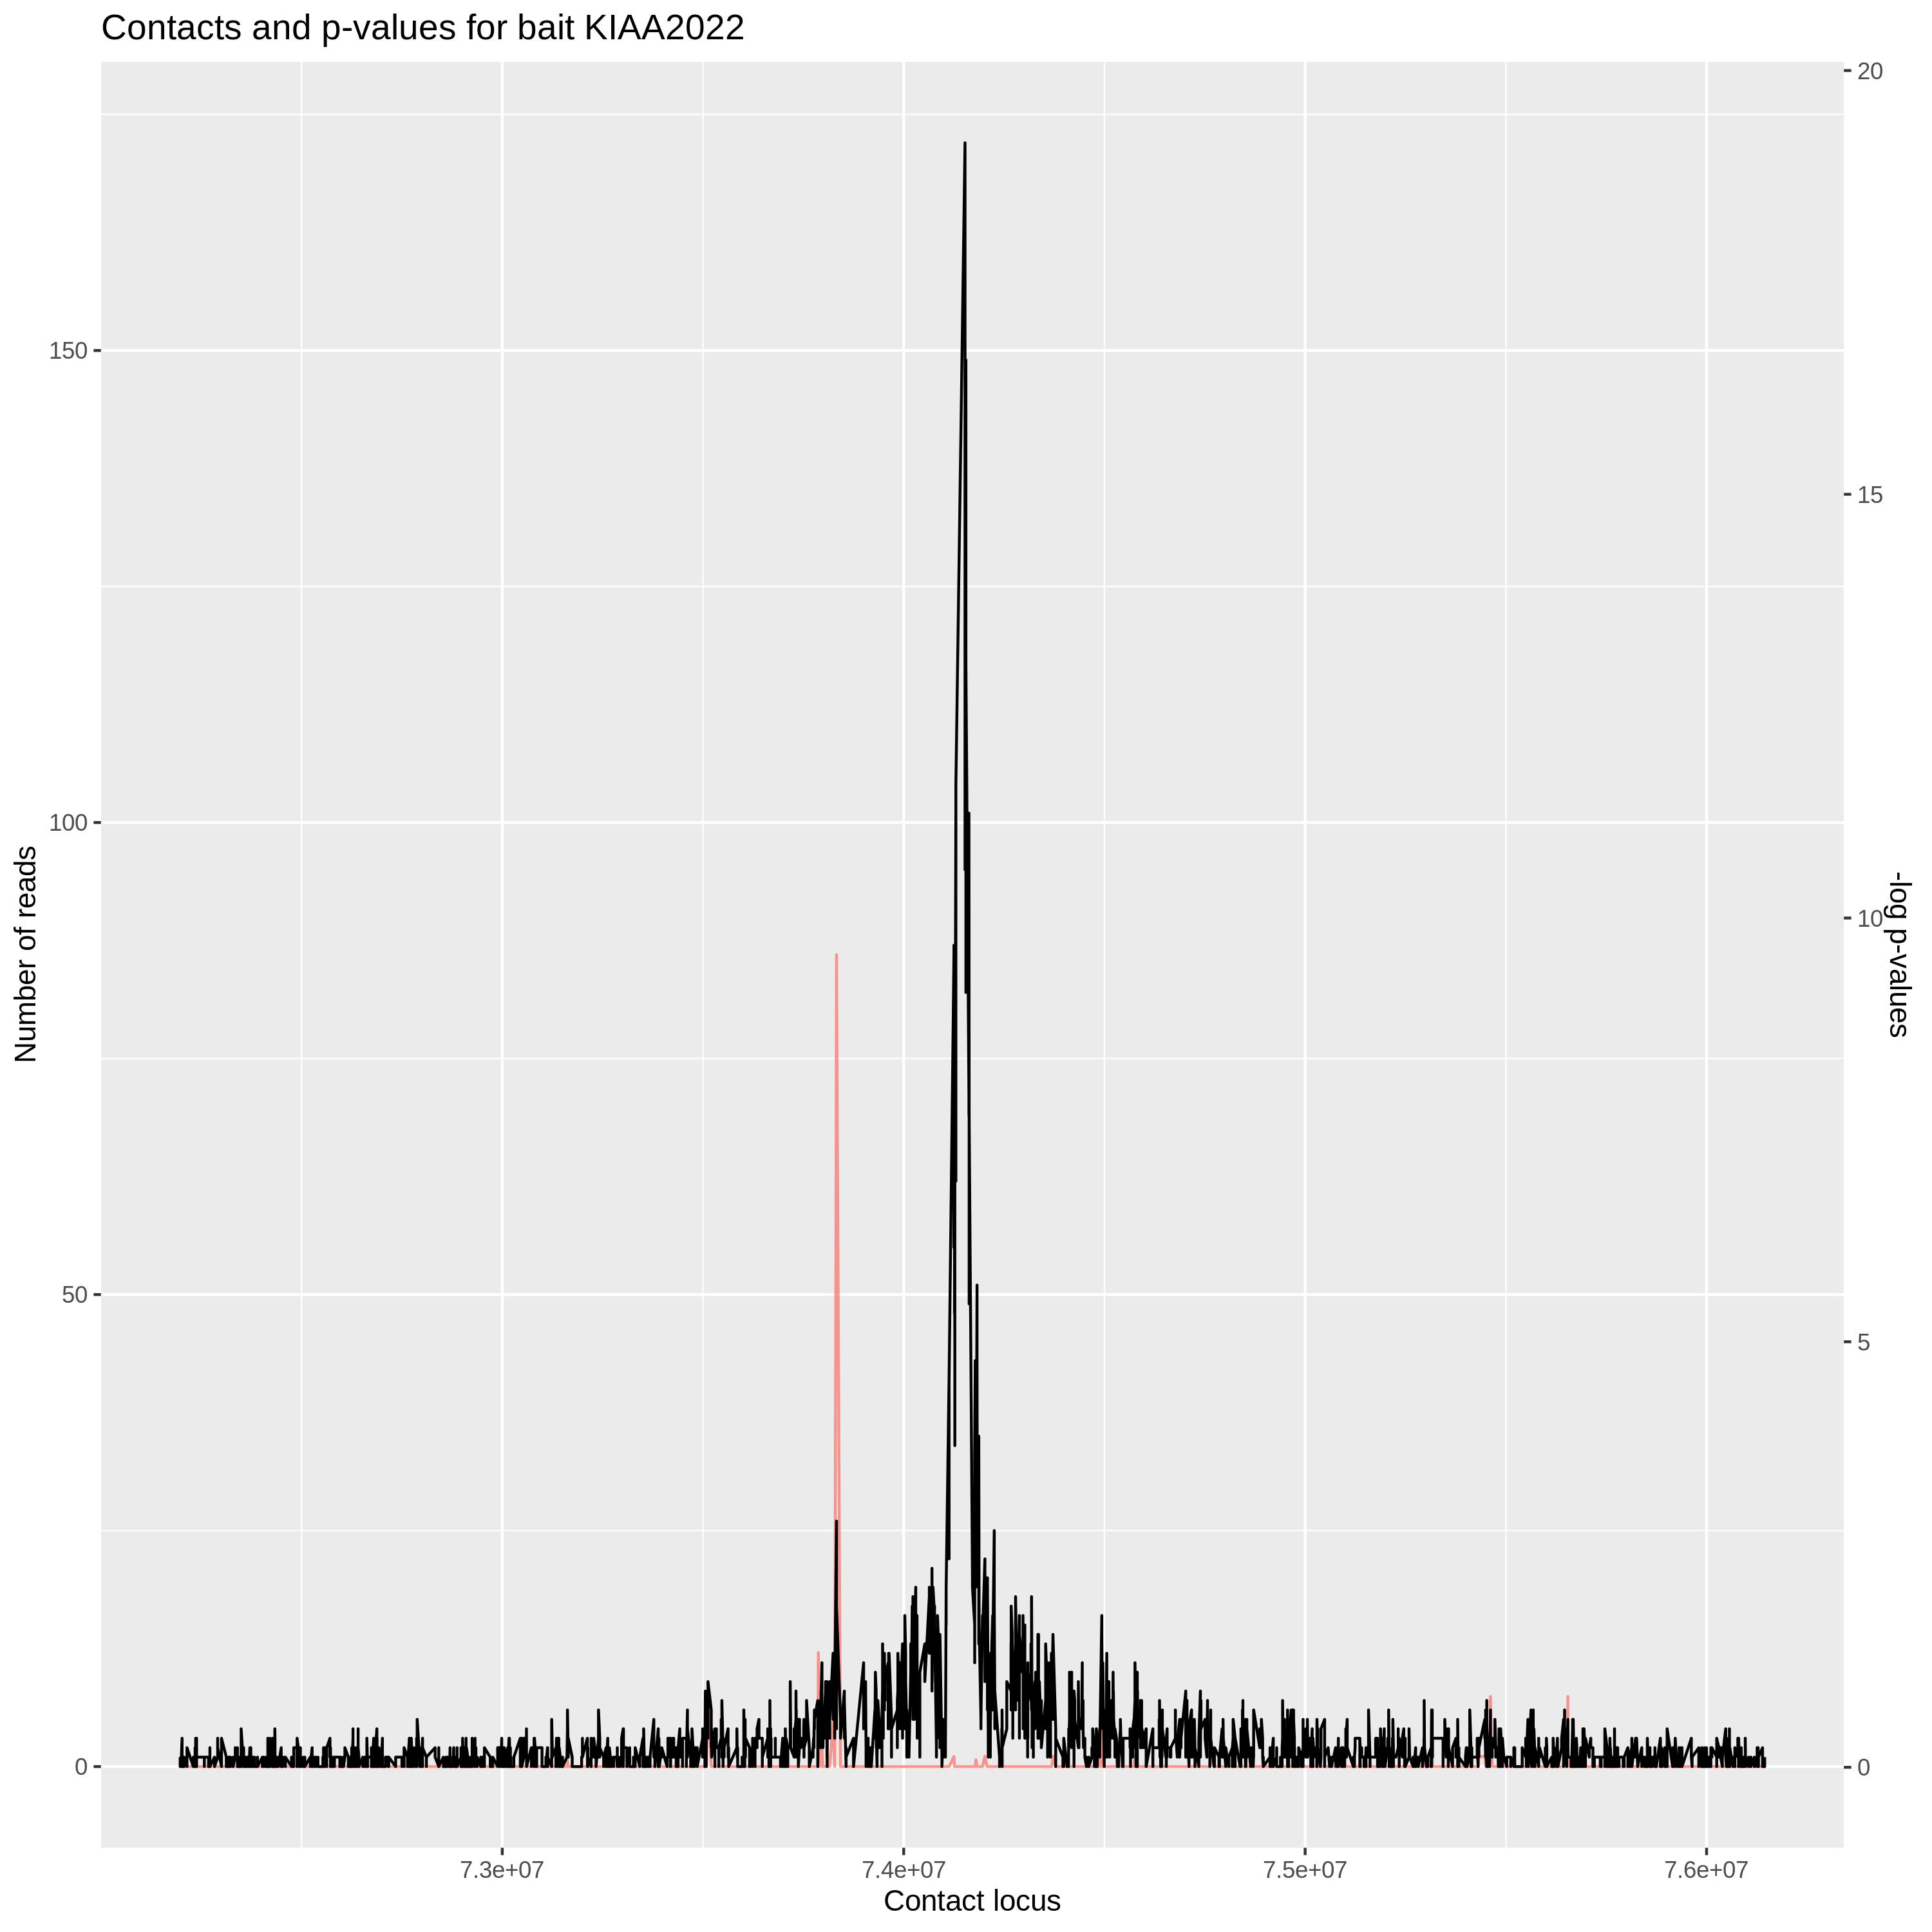 Contacts and p-values for bait KIAA2022
20
150
15
100
10
Number of reads
-log p-values
50
5
0
0
7.3e+07
7.4e+07
7.5e+07
7.6e+07
Contact locus